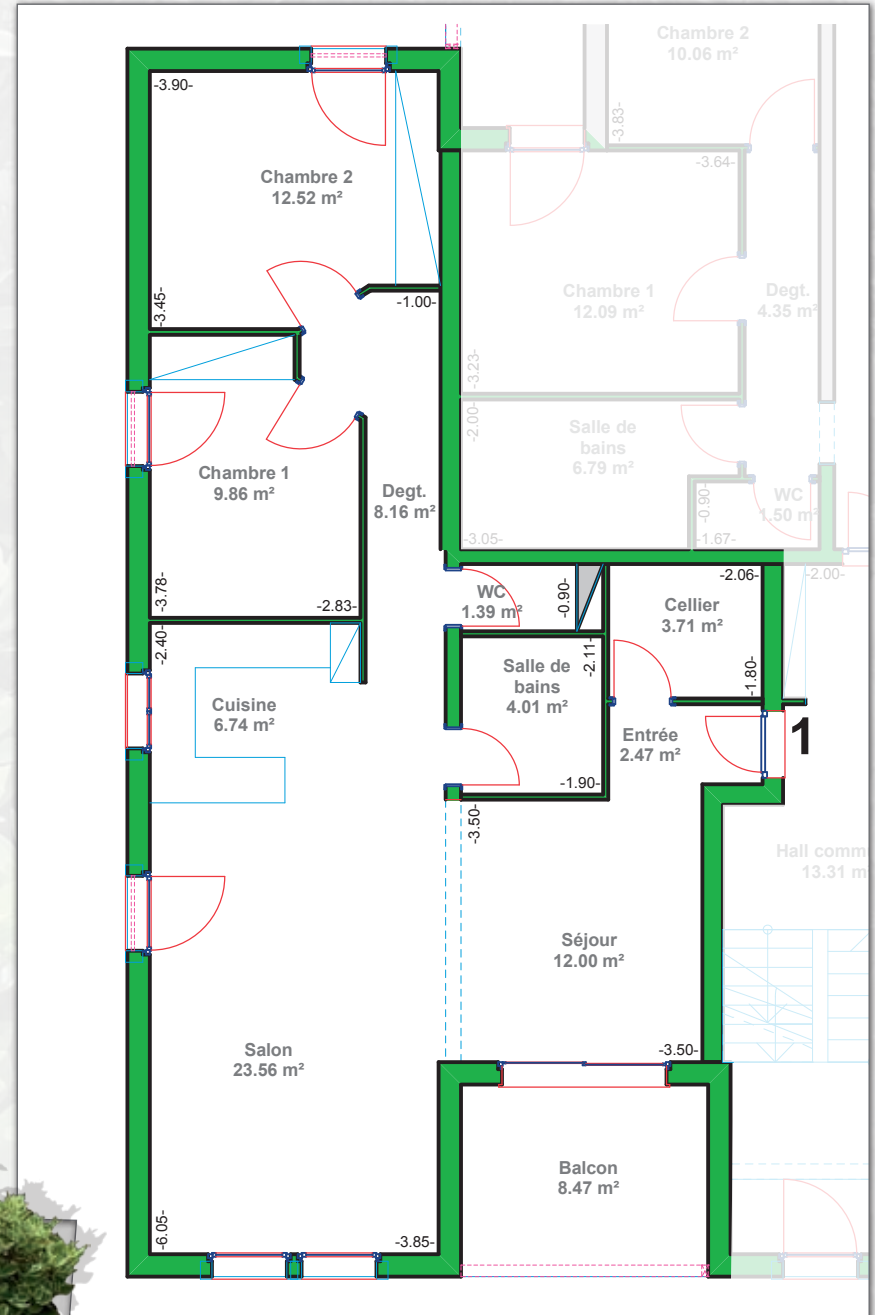 Chambre 2
10.06 m²
-3.90-
-3.83-
-3.64-
Chambre 2
12.52 m²
-3.45-
-1.00-
Chambre 1
12.09 m²
Degt.
4.35 m²
-3.23-
-2.00-
Salle de
bains
6.79 m²
Chambre 1
9.86 m²
Degt.
8.16 m²
-0.90-
WC
1.50 m²
-3.05-
-1.67-
-3.78-
-2.83-
WC
1.39 m²
-0.90-
-2.06-
-2.00-
Cellier
3.71 m²
-1.80-
-2.40-
Cuisine
6.74 m²
Salle de
bains
4.01 m²
-2.11-
-1.90-
Entrée
2.47 m²
1
-3.50-
Hall comm
13.31 m
Séjour
12.00 m²
-3.50-
Salon
23.56 m²
Balcon
8.47 m²
-6.05-
-3.85-